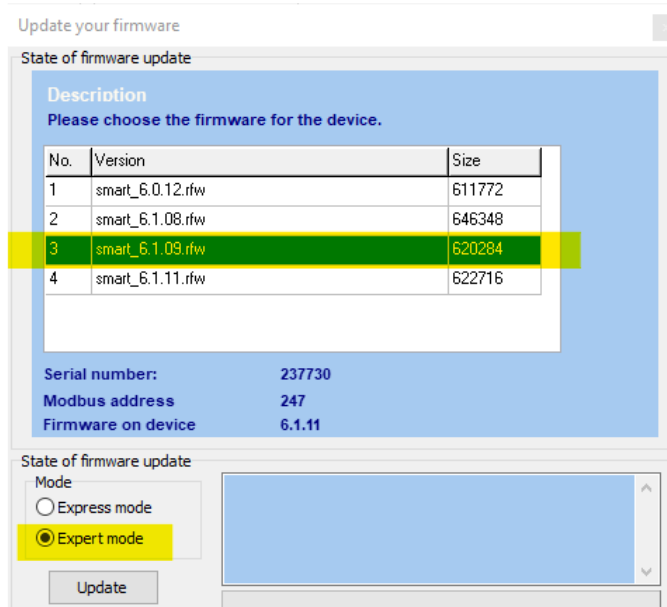 Update your firmware
State of firmware update
Description
Please choose the firmware for the device.
No. Version Size
1 smart_6.0.12.rfw 611772
2 smart_6.1.08.rfw 646348
3 smart_6.1.09.rfw 620284
4 smart_6.1.11.rfw 622716
Serial number: 237730
Modbus address 247
Firmware on device 6.1.11
State of firmware update
Mode
Express mode
Expert mode
Update